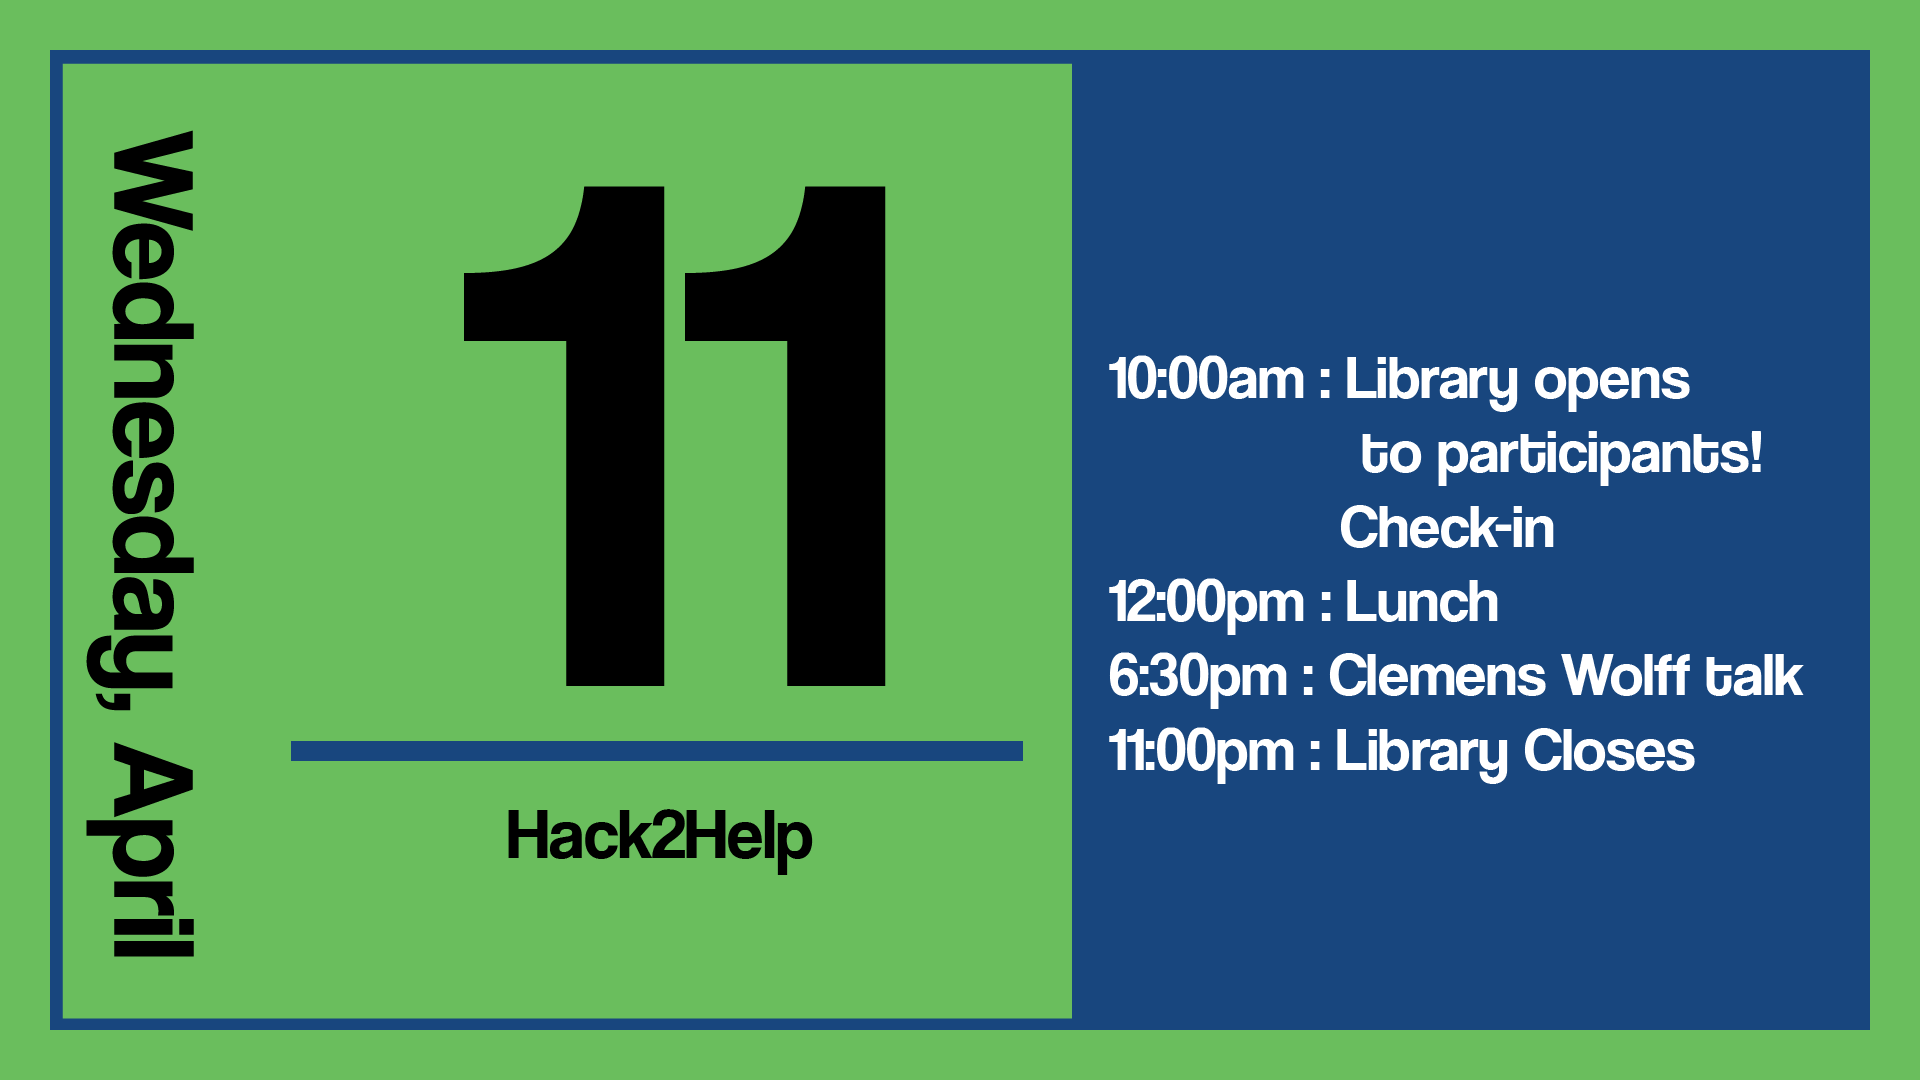 Wednesday, April
11
Hack2Help
10:00am : Library opens
to participants!
Check-in
12:00pm : Lunch
6:30pm : Clemens Wolff talk
11:00pm : Library Closes